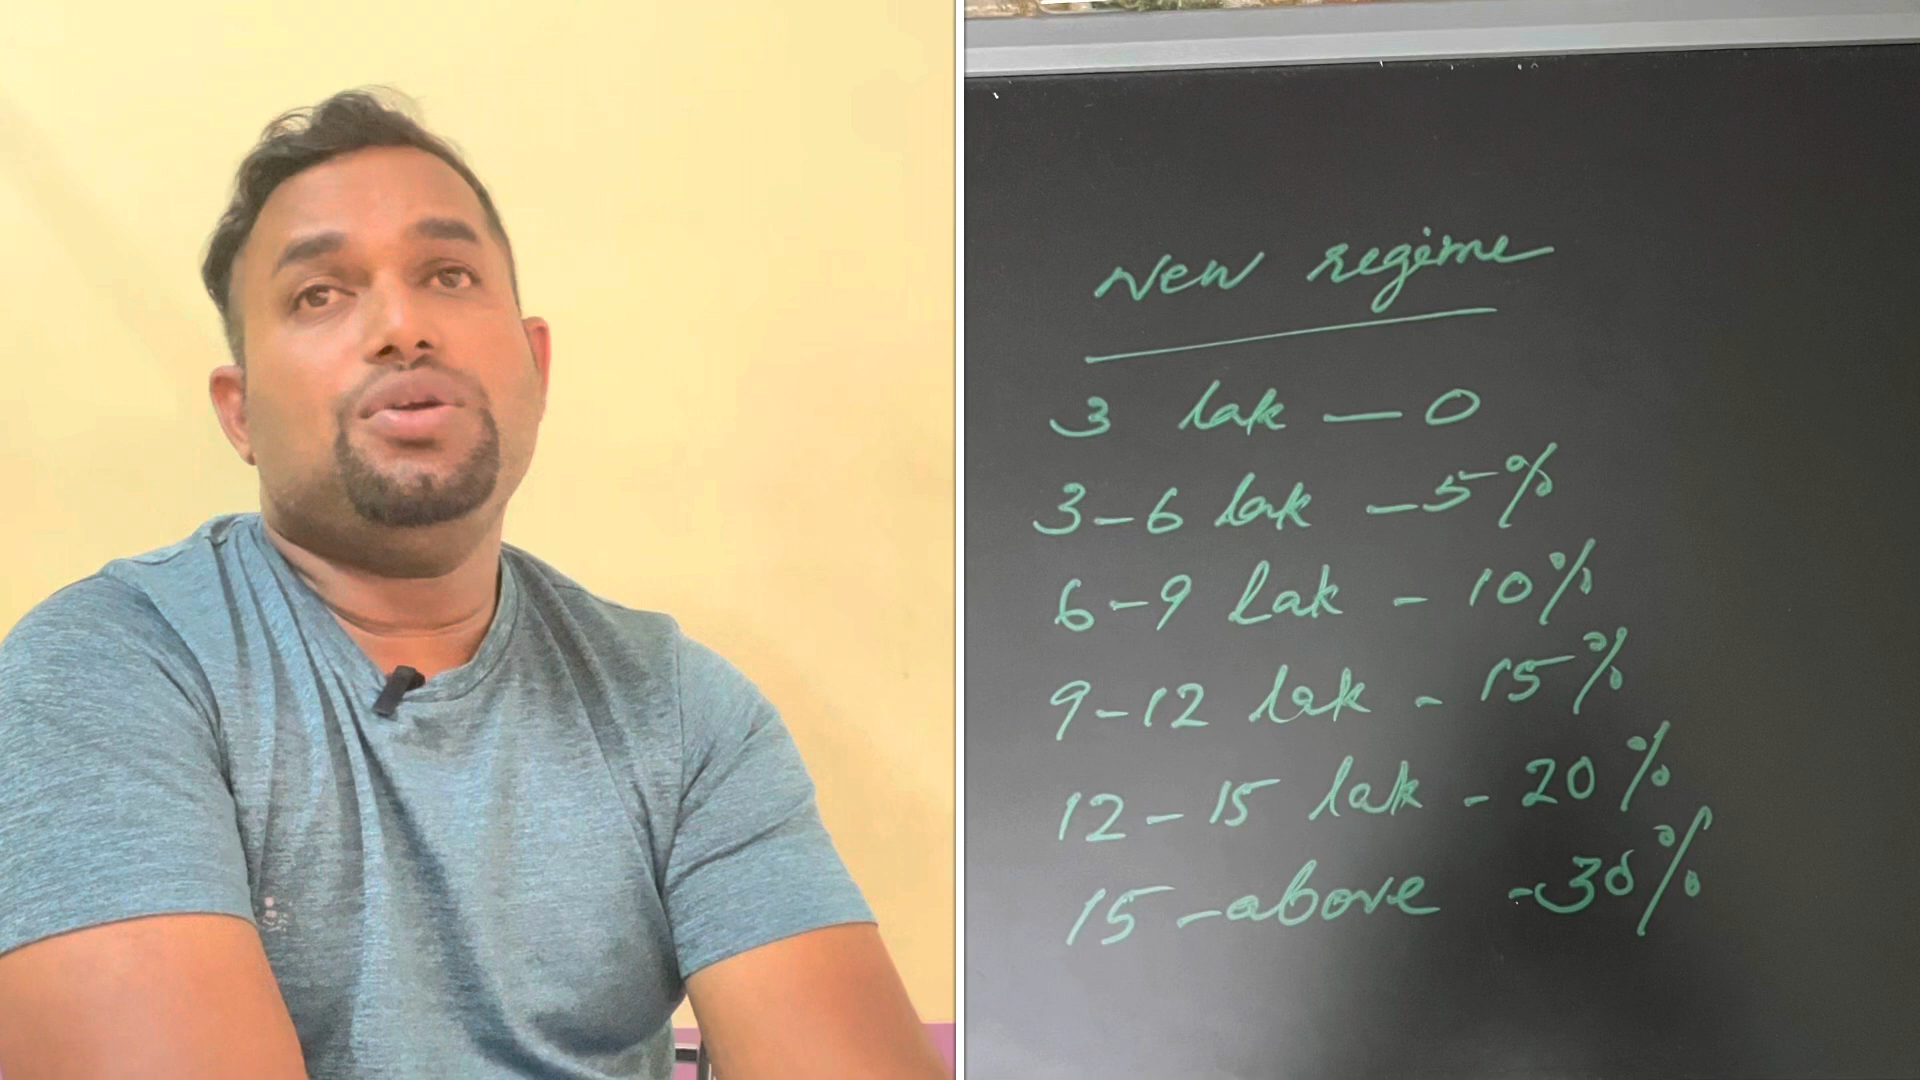 New regime
3 lak — 0
3-6 lak - 5%
6-9 lak - 10%
9-12 lak - 15%
12-15 lak - 20%
15-above - 30%